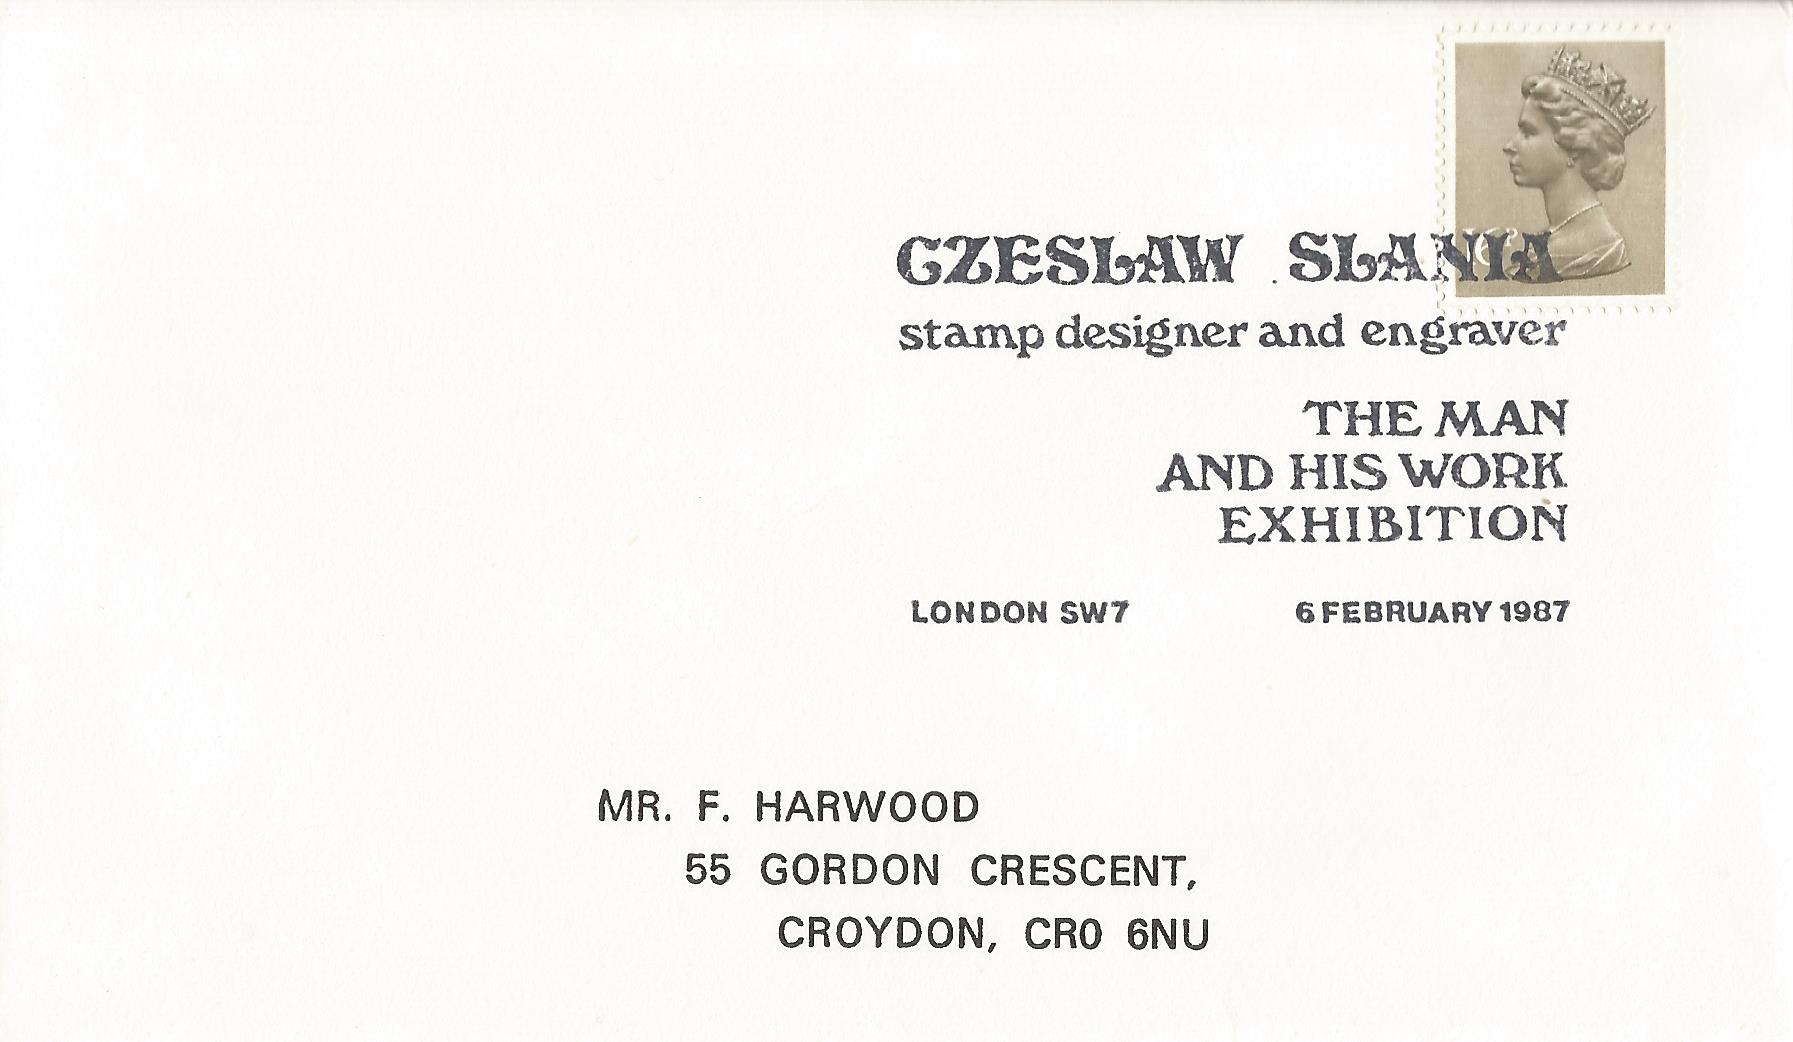 CZESLAW SLANIA
stamp designer and engraver
THE MAN
AND HIS WORK
EXHIBITION
LONDON SW7 6 FEBRUARY 1987
MR. F. HARWOOD
55 GORDON CRESCENT,
CROYDON, CR0 6NU